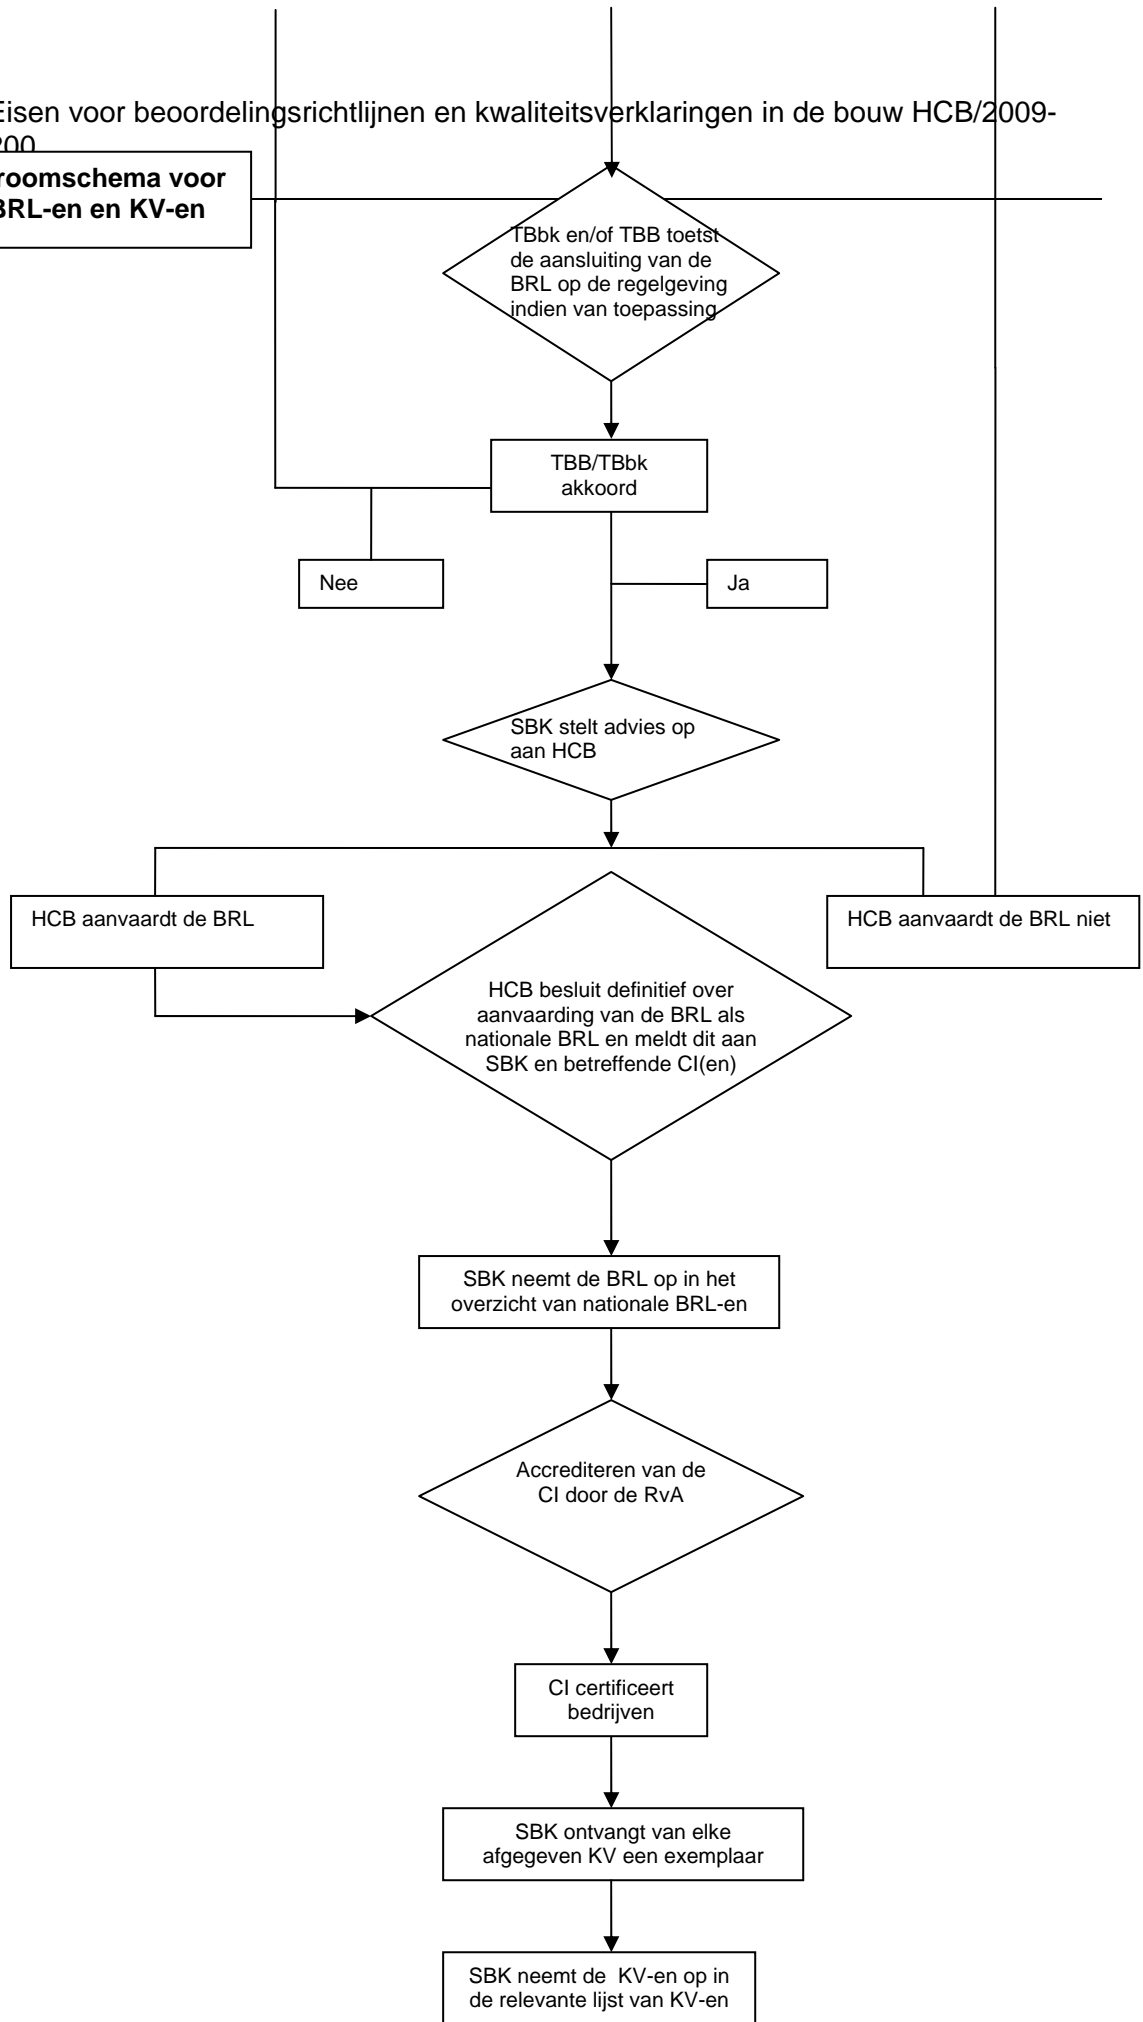 Eisen voor beoordelingsrichtlijnen en kwaliteitsverklaringen in de bouw HCB/2009-
200
roomschema voor
BRL-en en KV-en
TBbk en/of TBB toetst
de aansluiting van de
BRL op de regelgeving
indien van toepassing
TBB/TBbk
akkoord
Nee
Ja
SBK stelt advies op
aan HCB
HCB aanvaardt de BRL
HCB aanvaardt de BRL niet
HCB besluit definitief over
aanvaarding van de BRL als
nationale BRL en meldt dit aan
SBK en betreffende CI(en)
SBK neemt de BRL op in het
overzicht van nationale BRL-en
Accrediteren van de
CI door de RvA
CI certificeert
bedrijven
SBK ontvangt van elke
afgegeven KV een exemplaar
SBK neemt de KV-en op in
de relevante lijst van KV-en